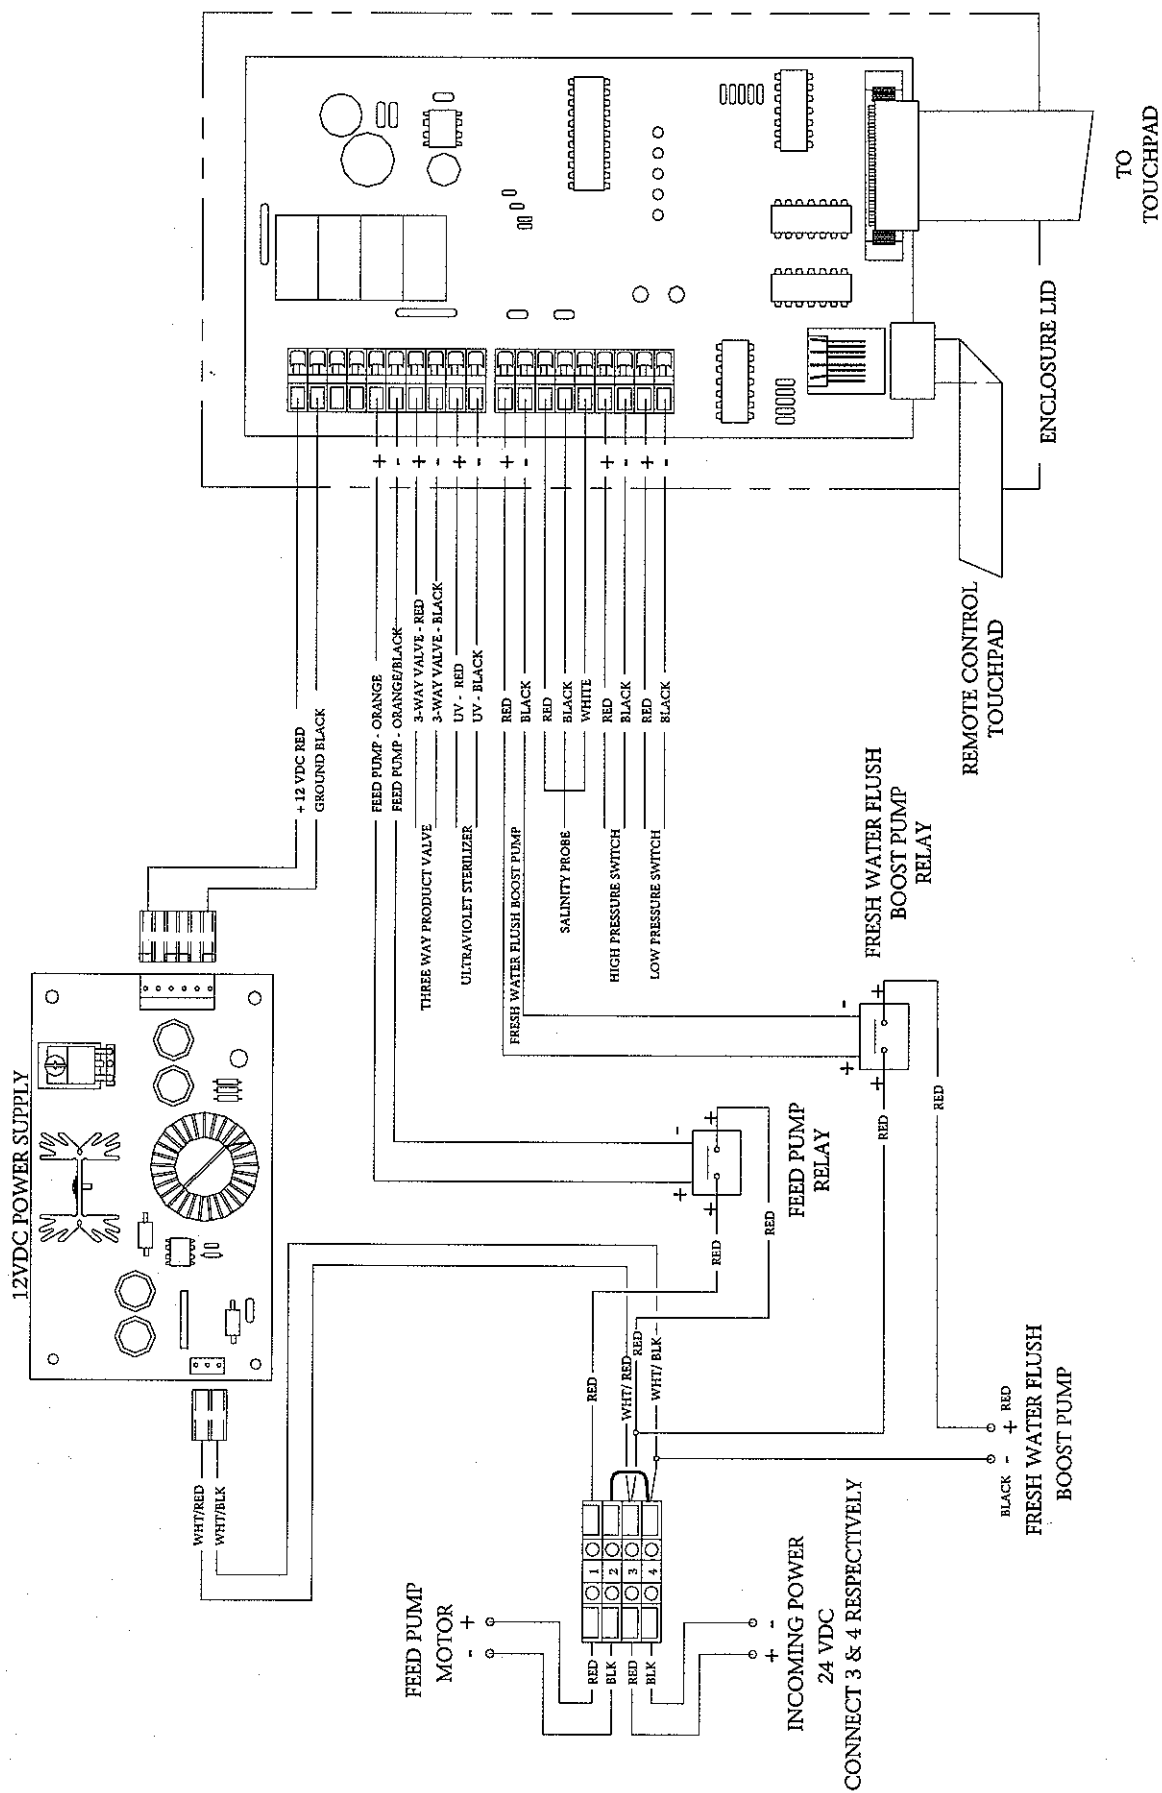 12VDC POWER SUPPLY
WHT/RED
WHT/BLK
+ 12 VDC RED
GROUND BLACK
FEED PUMP - ORANGE
FEED PUMP - ORANGE/BLACK
3-WAY VALVE - RED
3-WAY VALVE - BLACK
UV - RED
UV - BLACK
RED
BLACK
RED
BLACK
WHITE
RED
BLACK
RED
BLACK
+
-
+
-
+
-
+
-
+
-
+
-
THREE WAY PRODUCT VALVE
ULTRAVIOLET STERILIZER
FRESH WATER FLUSH BOOST PUMP
SALINITY PROBE
HIGH PRESSURE SWITCH
LOW PRESSURE SWITCH
TO
TOUCHPAD
ENCLOSURE LID
REMOTE CONTROL
TOUCHPAD
FRESH WATER FLUSH
BOOST PUMP
RELAY
-
+
+
+
RED
RED
FEED PUMP
RELAY
-
+
+
+
RED
RED
RED
WHT/ RED
RED
WHT/ BLK
1
2
3
4
RED
BLK
RED
BLK
FEED PUMP
MOTOR
-
+
INCOMING POWER
24 VDC
CONNECT 3 & 4 RESPECTIVELY
+
-
BLACK
-
+
RED
FRESH WATER FLUSH
BOOST PUMP